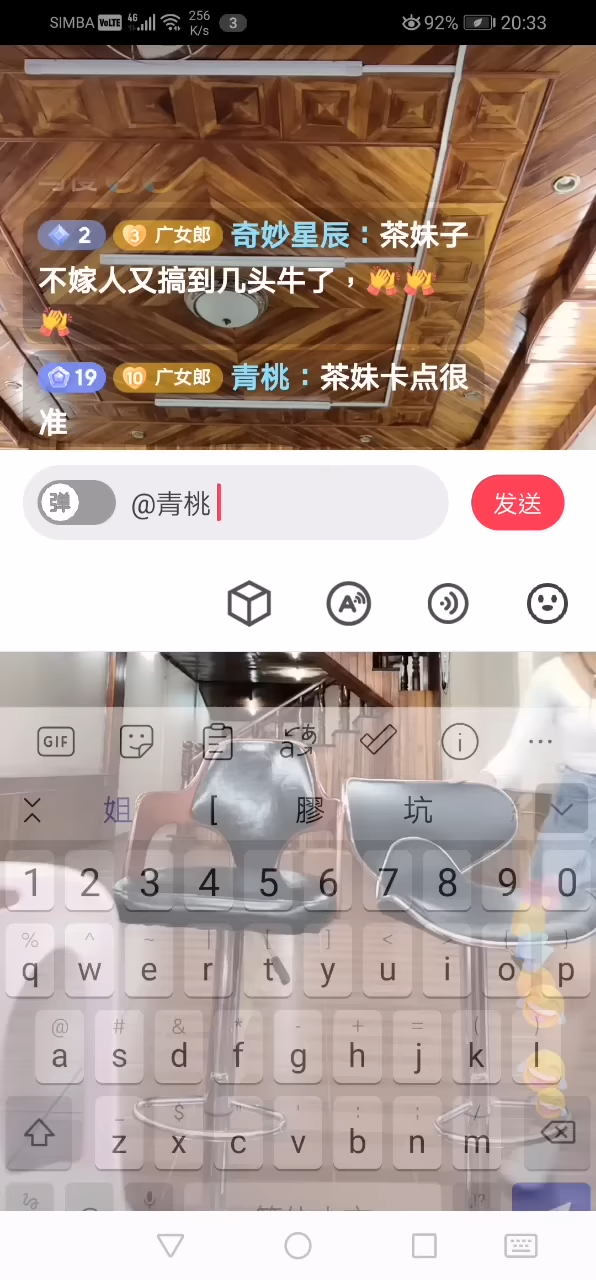 SIMBA VoLTE 4G 256 K/s 3 92% 20:33
2 3 广女郎 奇妙星辰：茶妹子
不嫁人又搞到几头牛了，
19 10 广女郎 青桃：茶妹卡点很
准
弹 @青桃 发送
A
GIF
姐 [ 膠 坑
1 2 3 4 5 6 7 8 9 0
% ^ ~ | [ ] < > { }
q w e r t y u i o p
@ # & * - + = ( )
a s d f g h j k l
_ $ " ' : ; /
z x c v b n m